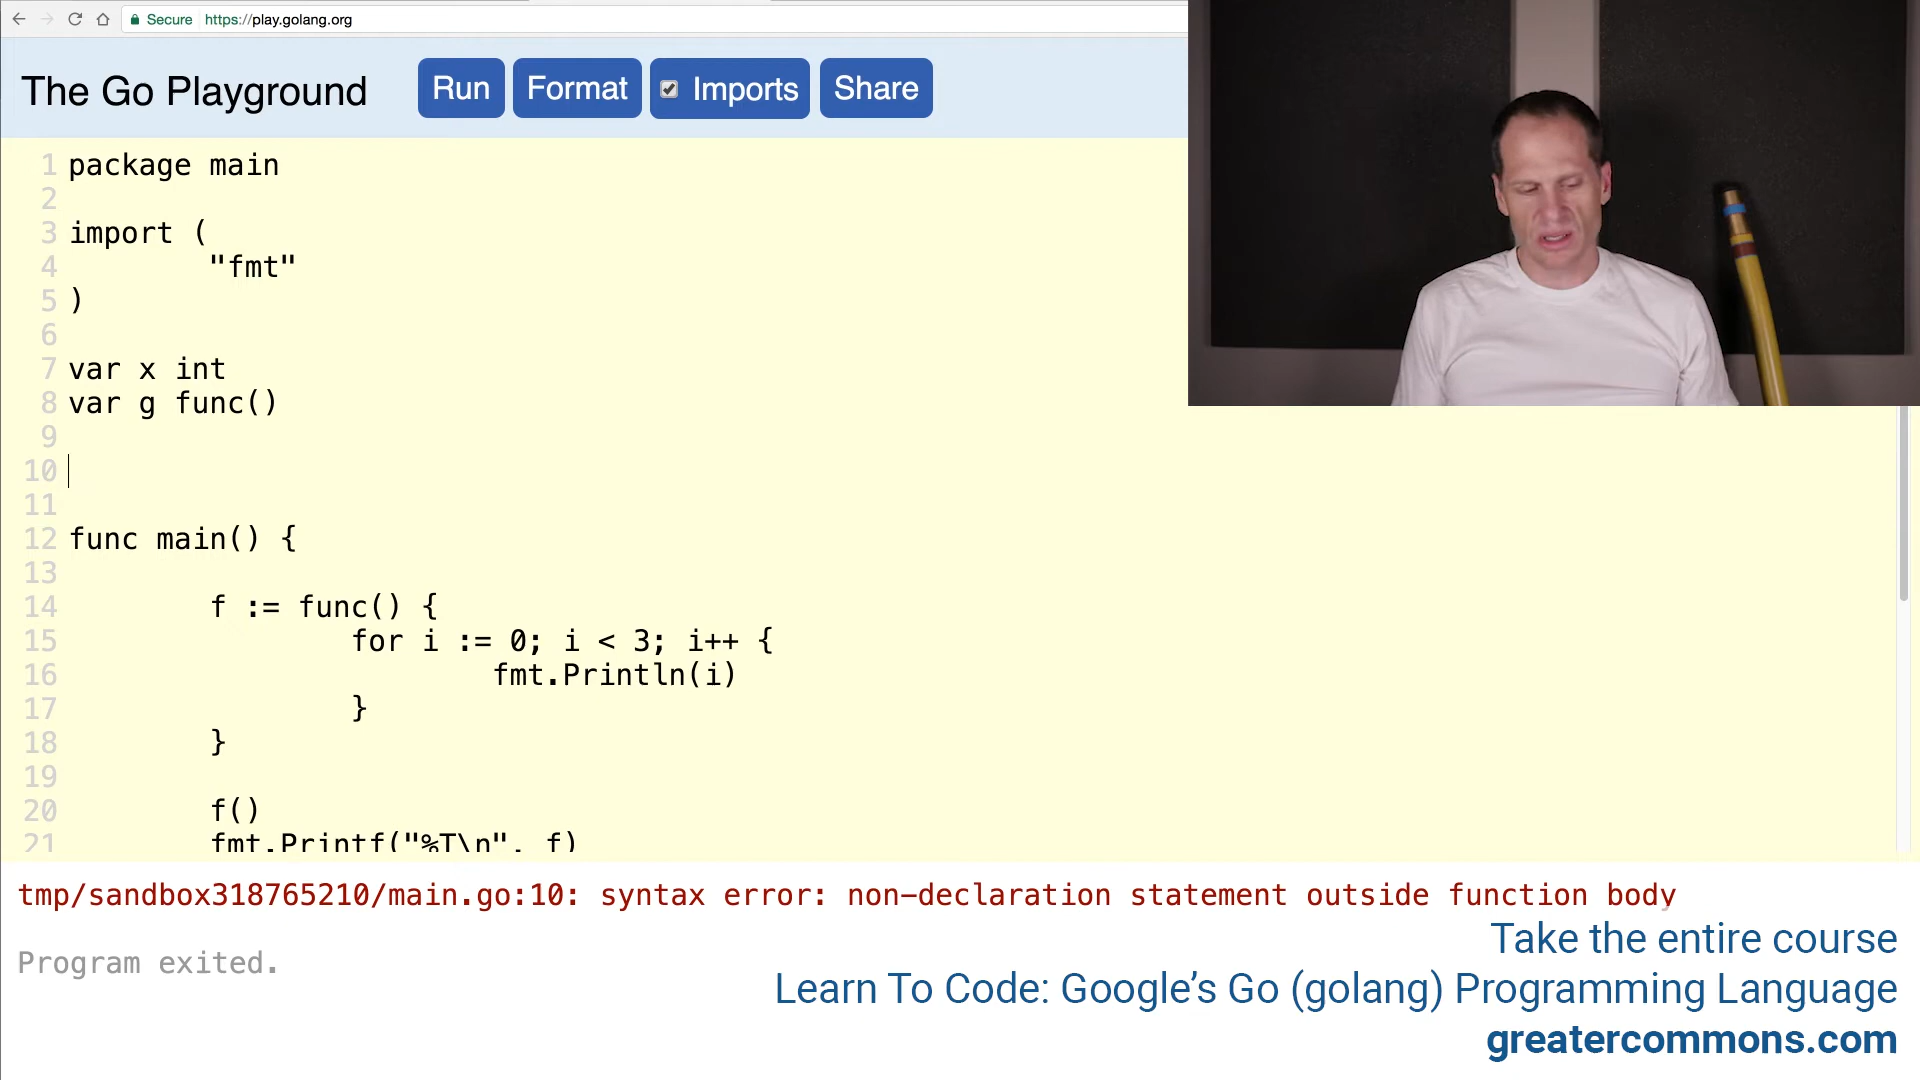 Secure https://play.golang.org
The Go Playground Run Format Imports Share
1 package main
2
3 import (
4 "fmt"
5 )
6
7 var x int
8 var g func()
9
10
11
12 func main() {
13
14 f := func() {
15 for i := 0; i < 3; i++ {
16 fmt.Println(i)
17 }
18 }
19
20 f()
21 fmt.Printf("%T\n", f)
tmp/sandbox318765210/main.go:10: syntax error: non-declaration statement outside function body
Program exited.
Take the entire course
Learn To Code: Google’s Go (golang) Programming Language
greatercommons.com